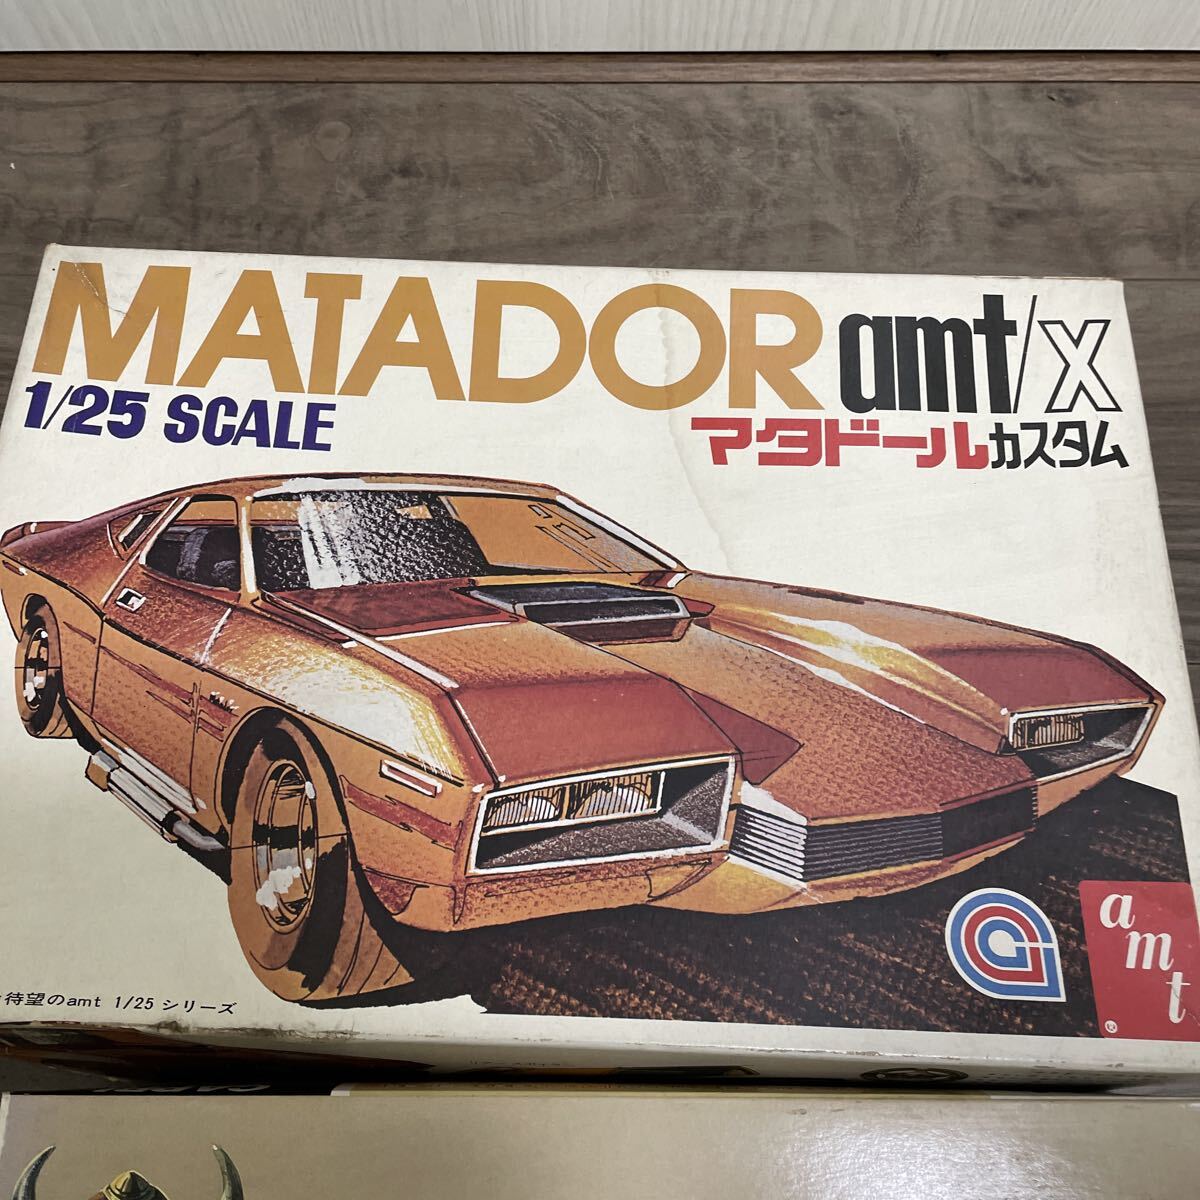 MATADOR amt/x
1/25 SCALE
マタドールカスタム
待望のamt 1/25 シリーズ
amt
®